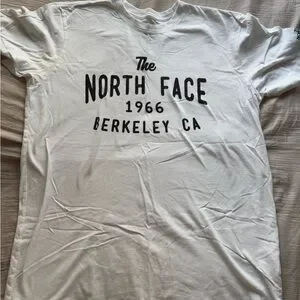 The
NORTH FACE
1966
BERKELEY CA